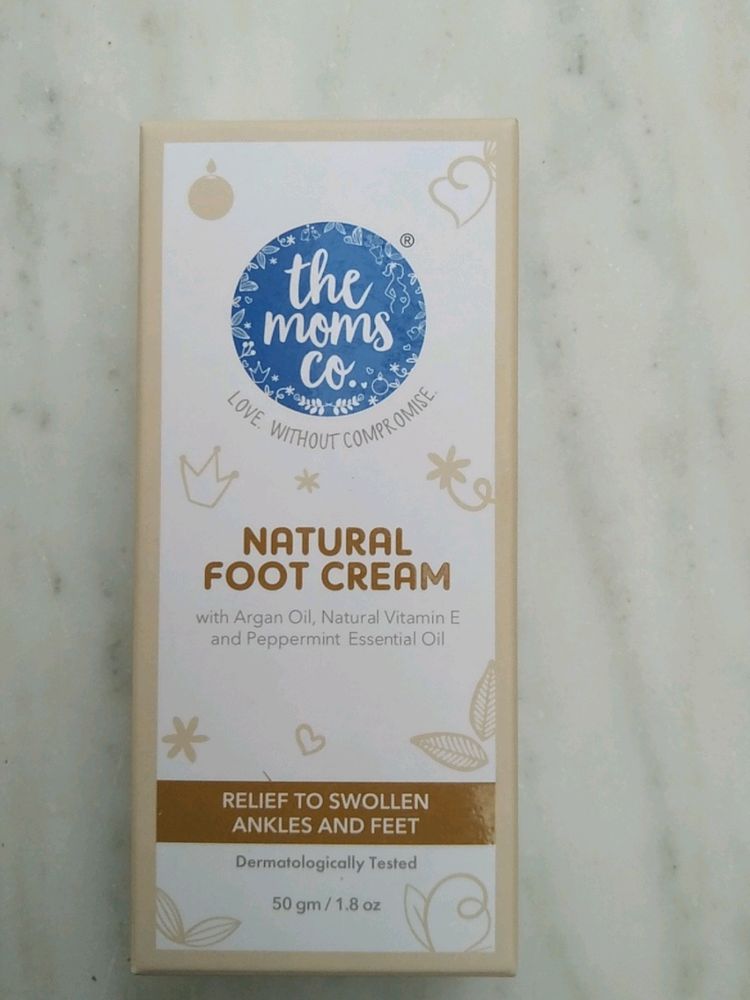 the
moms
co.
®
LOVE. WITHOUT COMPROMISE.
NATURAL
FOOT CREAM
with Argan Oil, Natural Vitamin E
and Peppermint Essential Oil
RELIEF TO SWOLLEN
ANKLES AND FEET
Dermatologically Tested
50 gm / 1.8 oz